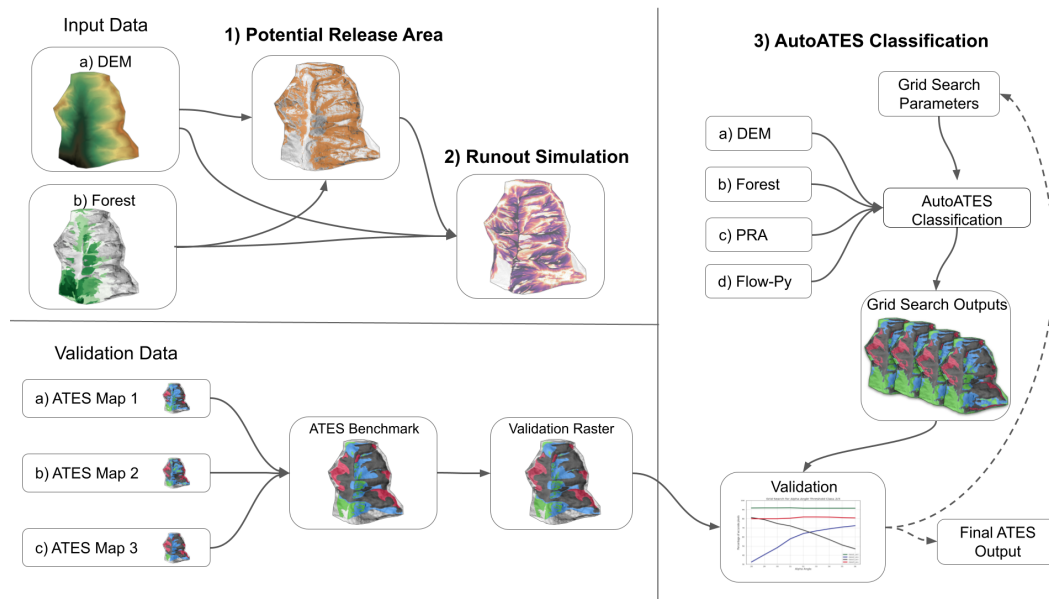 Input Data
1) Potential Release Area
a) DEM
b) Forest
2) Runout Simulation
Validation Data
a) ATES Map 1
b) ATES Map 2
c) ATES Map 3
ATES Benchmark
Validation Raster
3) AutoATES Classification
Grid Search
Parameters
a) DEM
b) Forest
c) PRA
d) Flow-Py
AutoATES
Classification
Grid Search Outputs
Validation
Final ATES
Output